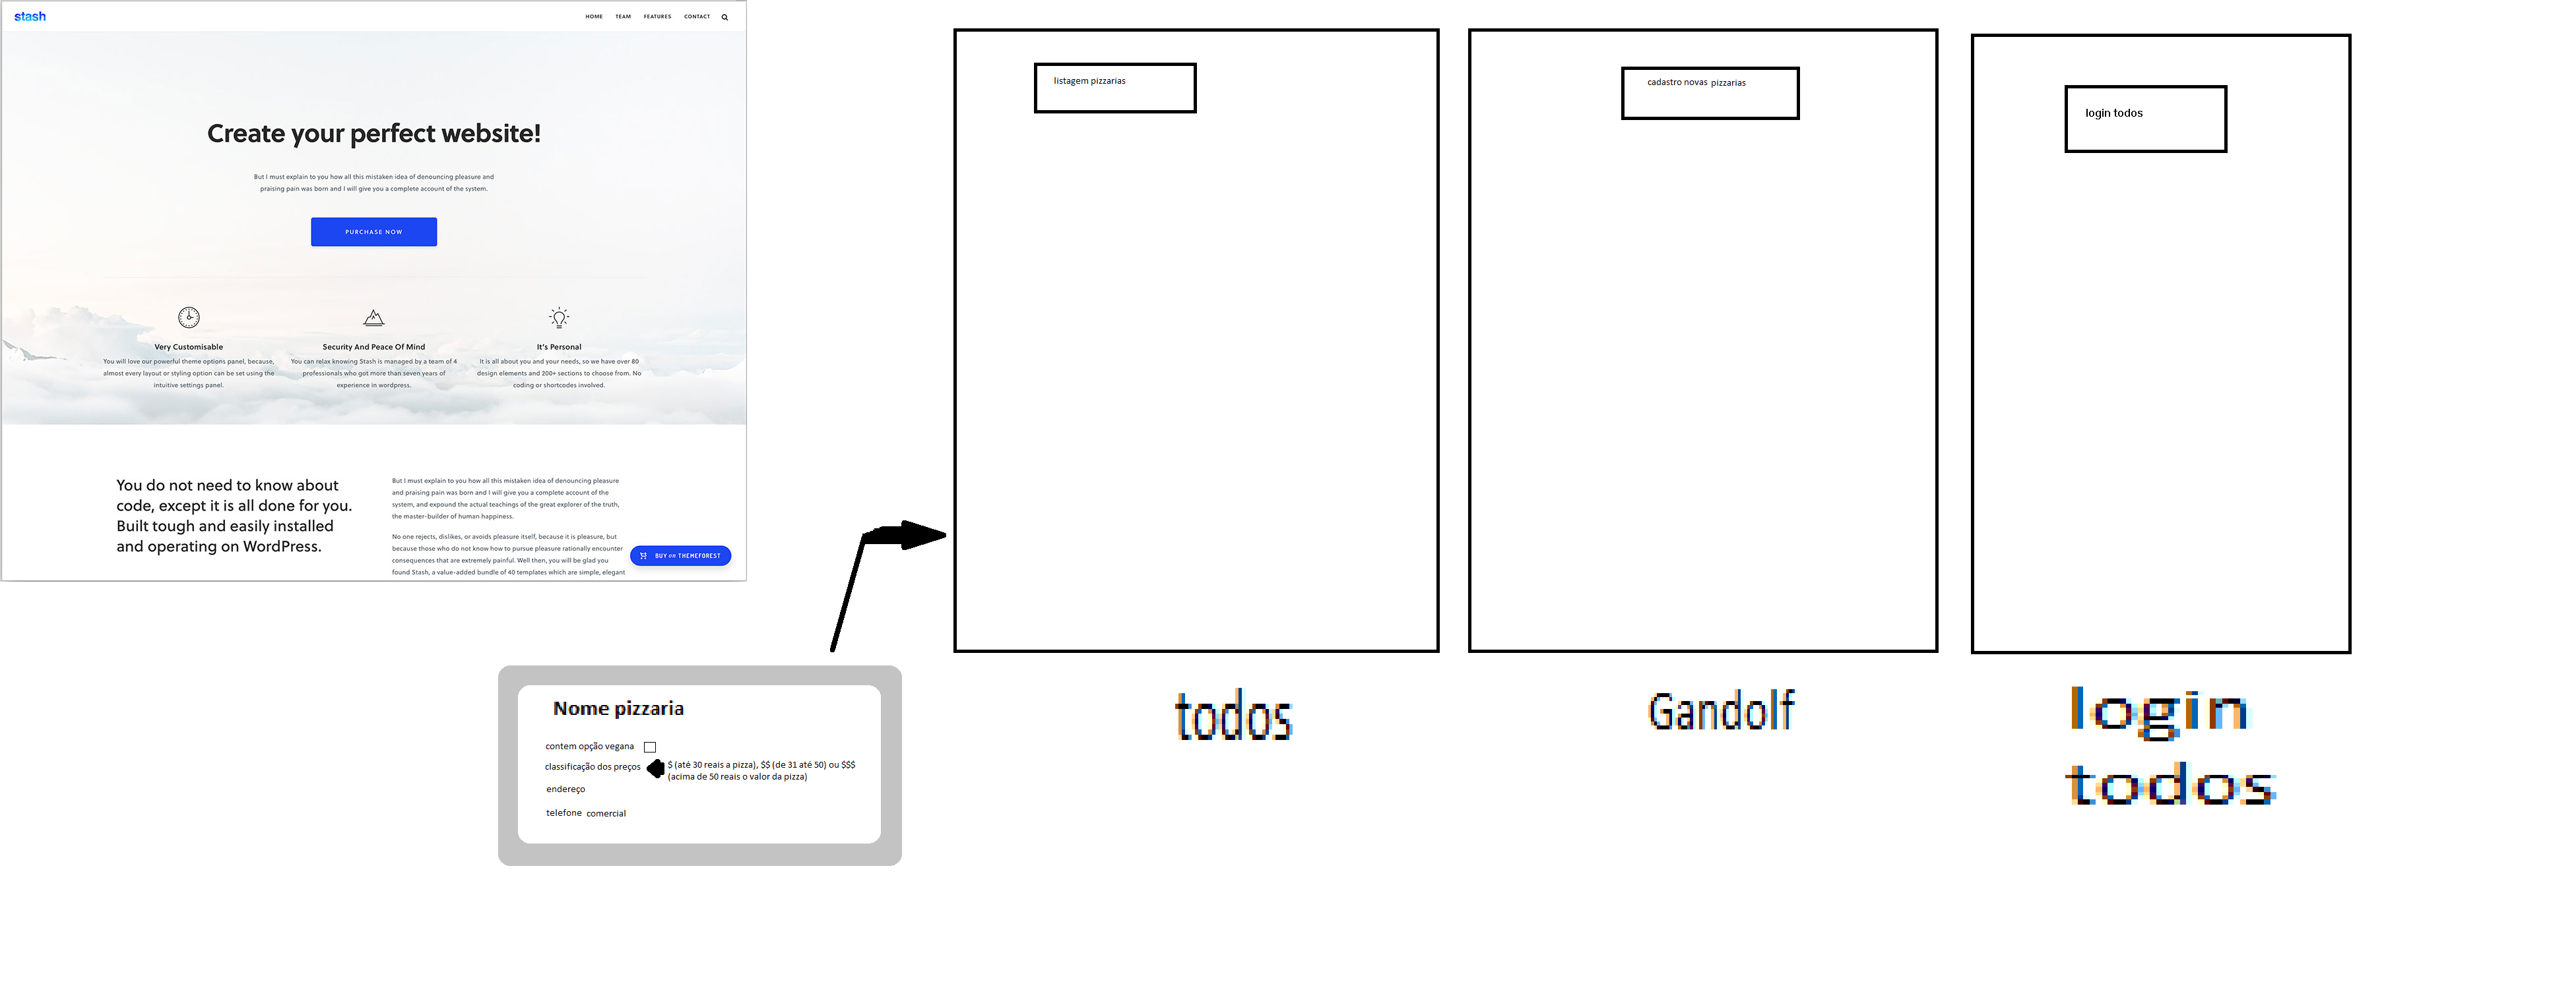 stash
HOME TEAM FEATURES CONTACT
Create your perfect website!
But I must explain to you how all this mistaken idea of denouncing pleasure and
praising pain was born and I will give you a complete account of the system.
PURCHASE NOW
Very Customisable
You will love our powerful theme options panel, because,
almost every layout or styling option can be set using the
intuitive settings panel.
Security And Peace Of Mind
You can relax knowing Stash is managed by a team of 4
professionals who got more than seven years of
experience in wordpress.
It's Personal
It is all about you and your needs, so we have over 80
design elements and 200+ sections to choose from. No
coding or shortcodes involved.
You do not need to know about
code, except it is all done for you.
Built tough and easily installed
and operating on WordPress.
But I must explain to you how all this mistaken idea of denouncing pleasure
and praising pain was born and I will give you a complete account of the
system, and expound the actual teachings of the great explorer of the truth,
the master-builder of human happiness.
No one rejects, dislikes, or avoids pleasure itself, because it is pleasure, but
because those who do not know how to pursue pleasure rationally encounter
consequences that are extremely painful. Well then, you will be glad you
found Stash, a value-added bundle of 40 templates which are simple, elegant
BUY on THEMEFOREST
Nome pizzaria
contem opção vegana
classificação dos preços
$ (até 30 reais a pizza), $$ (de 31 até 50) ou $$$
(acima de 50 reais o valor da pizza)
endereço
telefone comercial
listagem pizzarias
todos
cadastro novas pizzarias
Gandolf
login todos
login
todos